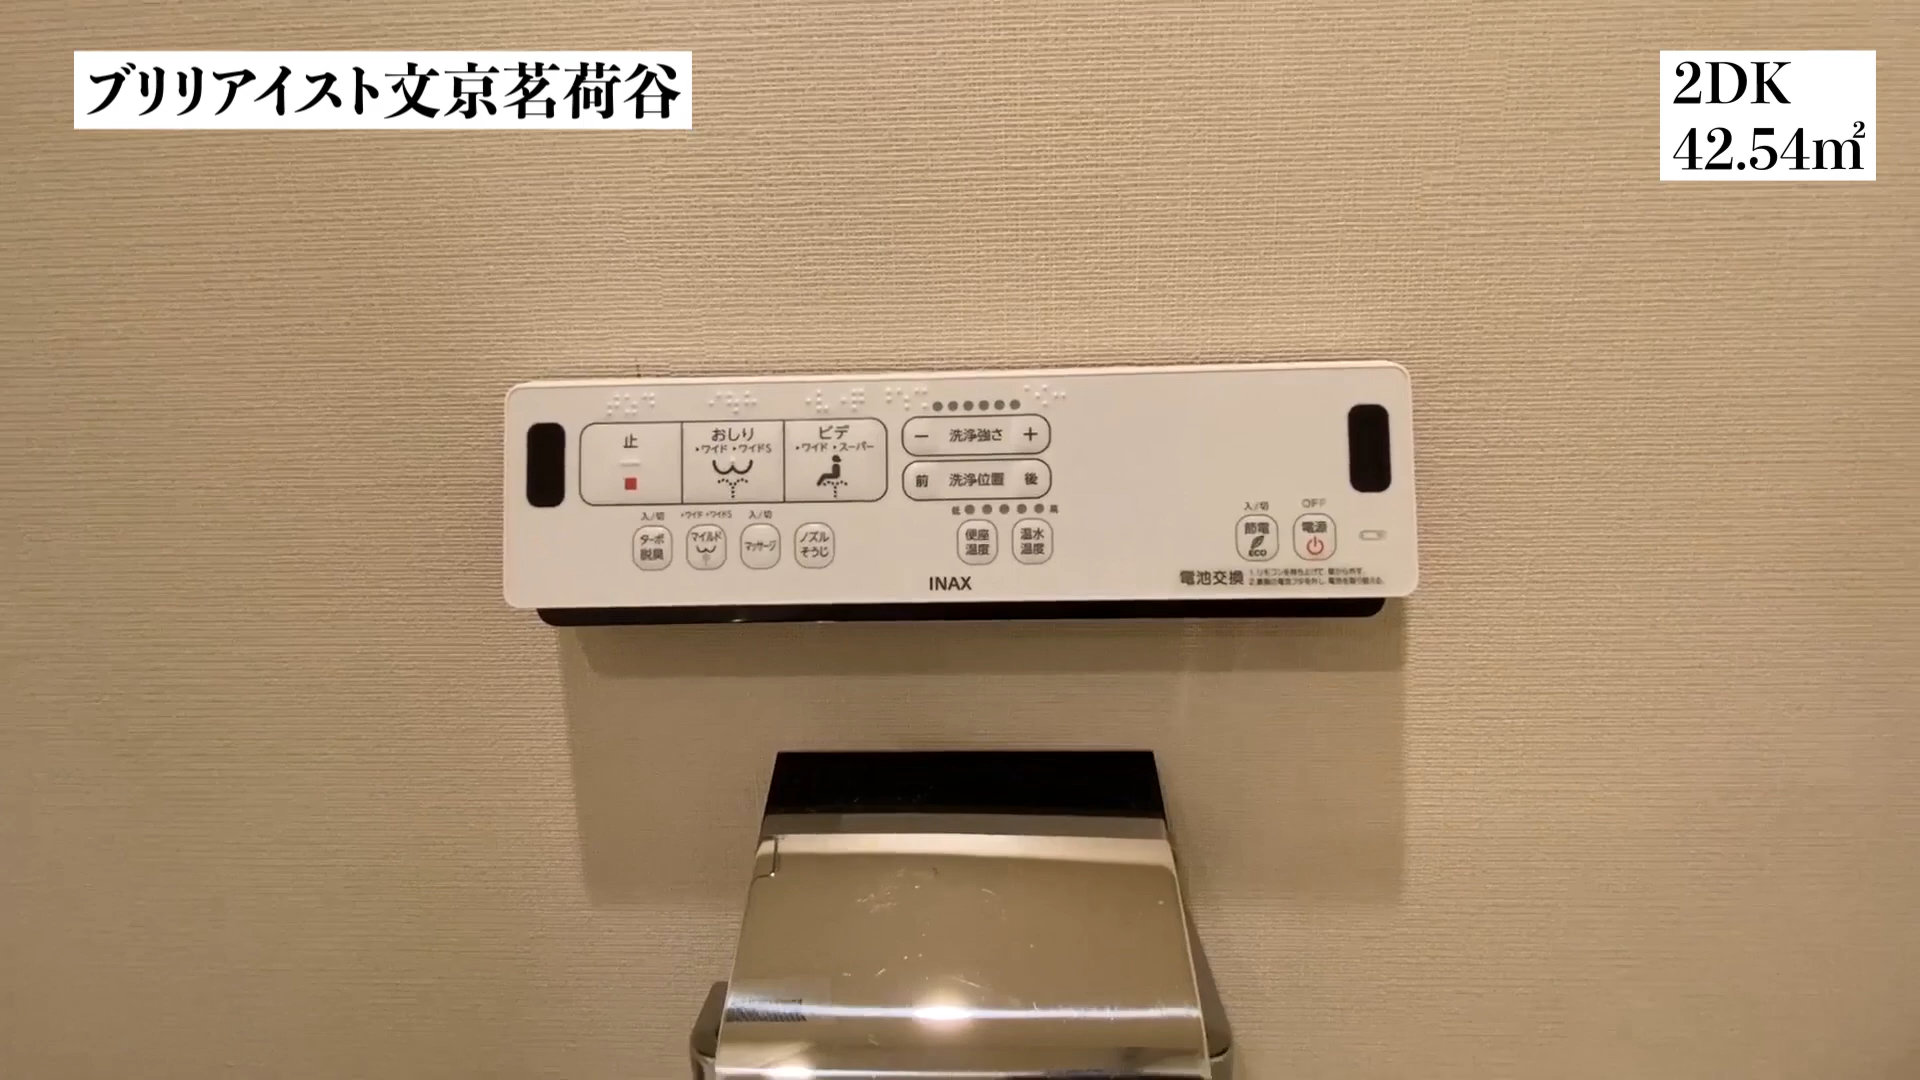 ブリリアイスト文京茗荷谷
2DK
42.54㎡
止
おしり
・ワイド・ワイドS
ビデ
・ワイド・スーパー
− 洗浄強さ +
前 洗浄位置 後
低 高
入/切
ターボ
脱臭
・ワイド・ワイドS
マイルド
入/切
マッサージ
ノズル
そうじ
便座
温度
温水
温度
入/切
節電
ECO
OFF
電源
INAX
電池交換